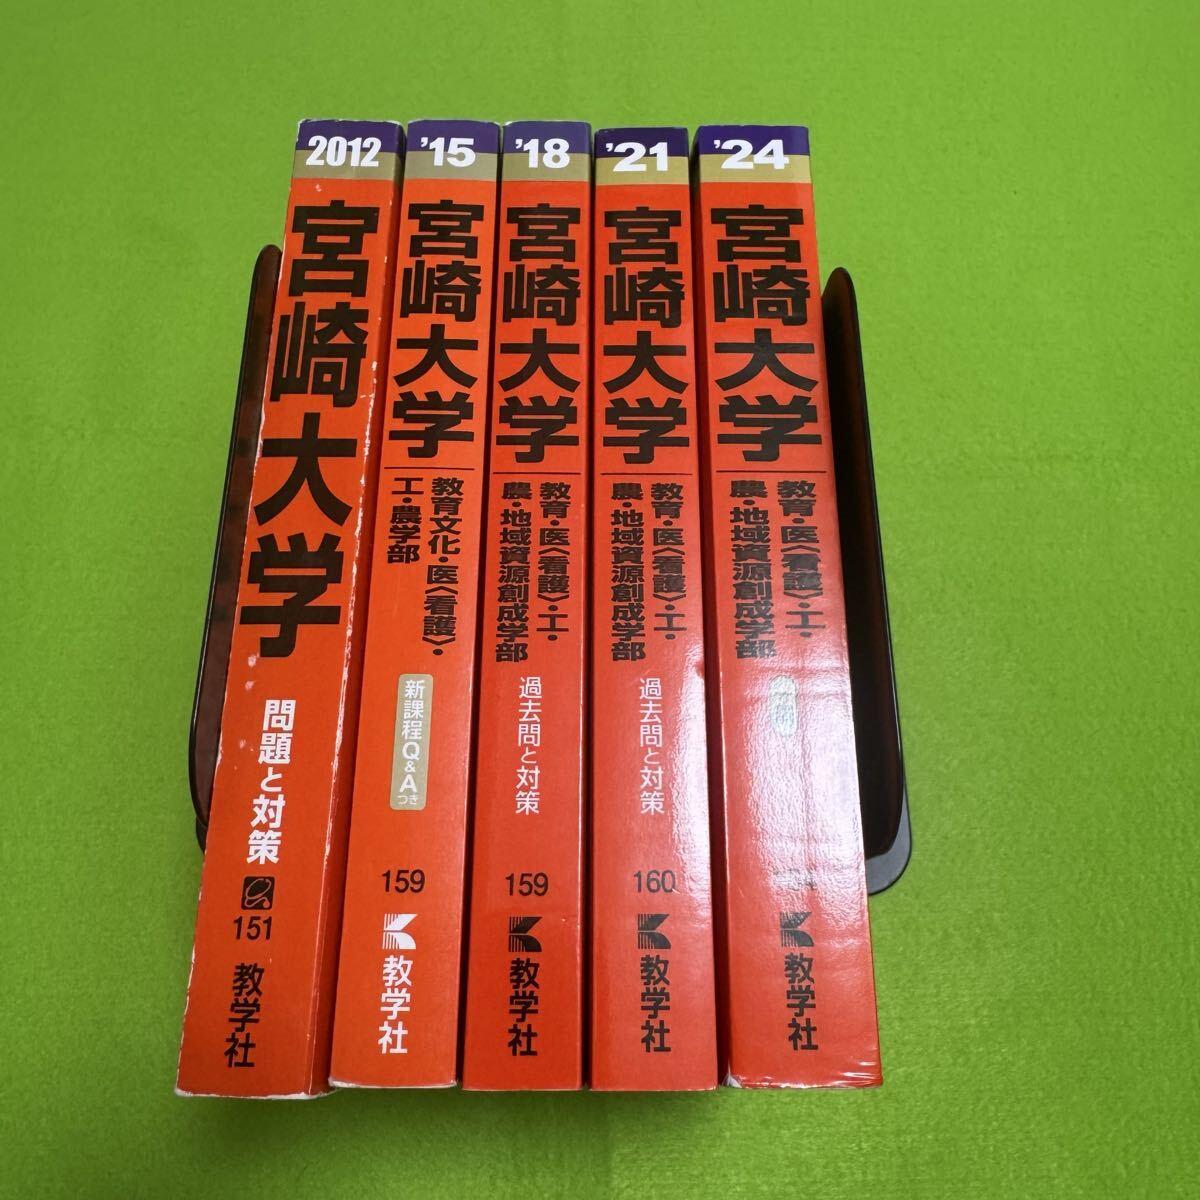 2012
宮崎大学
問題と対策
151
教学社
'15
宮崎大学
教育文化・医〈看護〉・
工・農学部
新課程Q&Aつき
159
教学社
'18
宮崎大学
教育・医〈看護〉・工・
農・地域資源創成学部
過去問と対策
159
教学社
'21
宮崎大学
教育・医〈看護〉・工・
農・地域資源創成学部
過去問と対策
160
教学社
'24
宮崎大学
教育・医〈看護〉・工・
農・地域資源創成学部
教学社